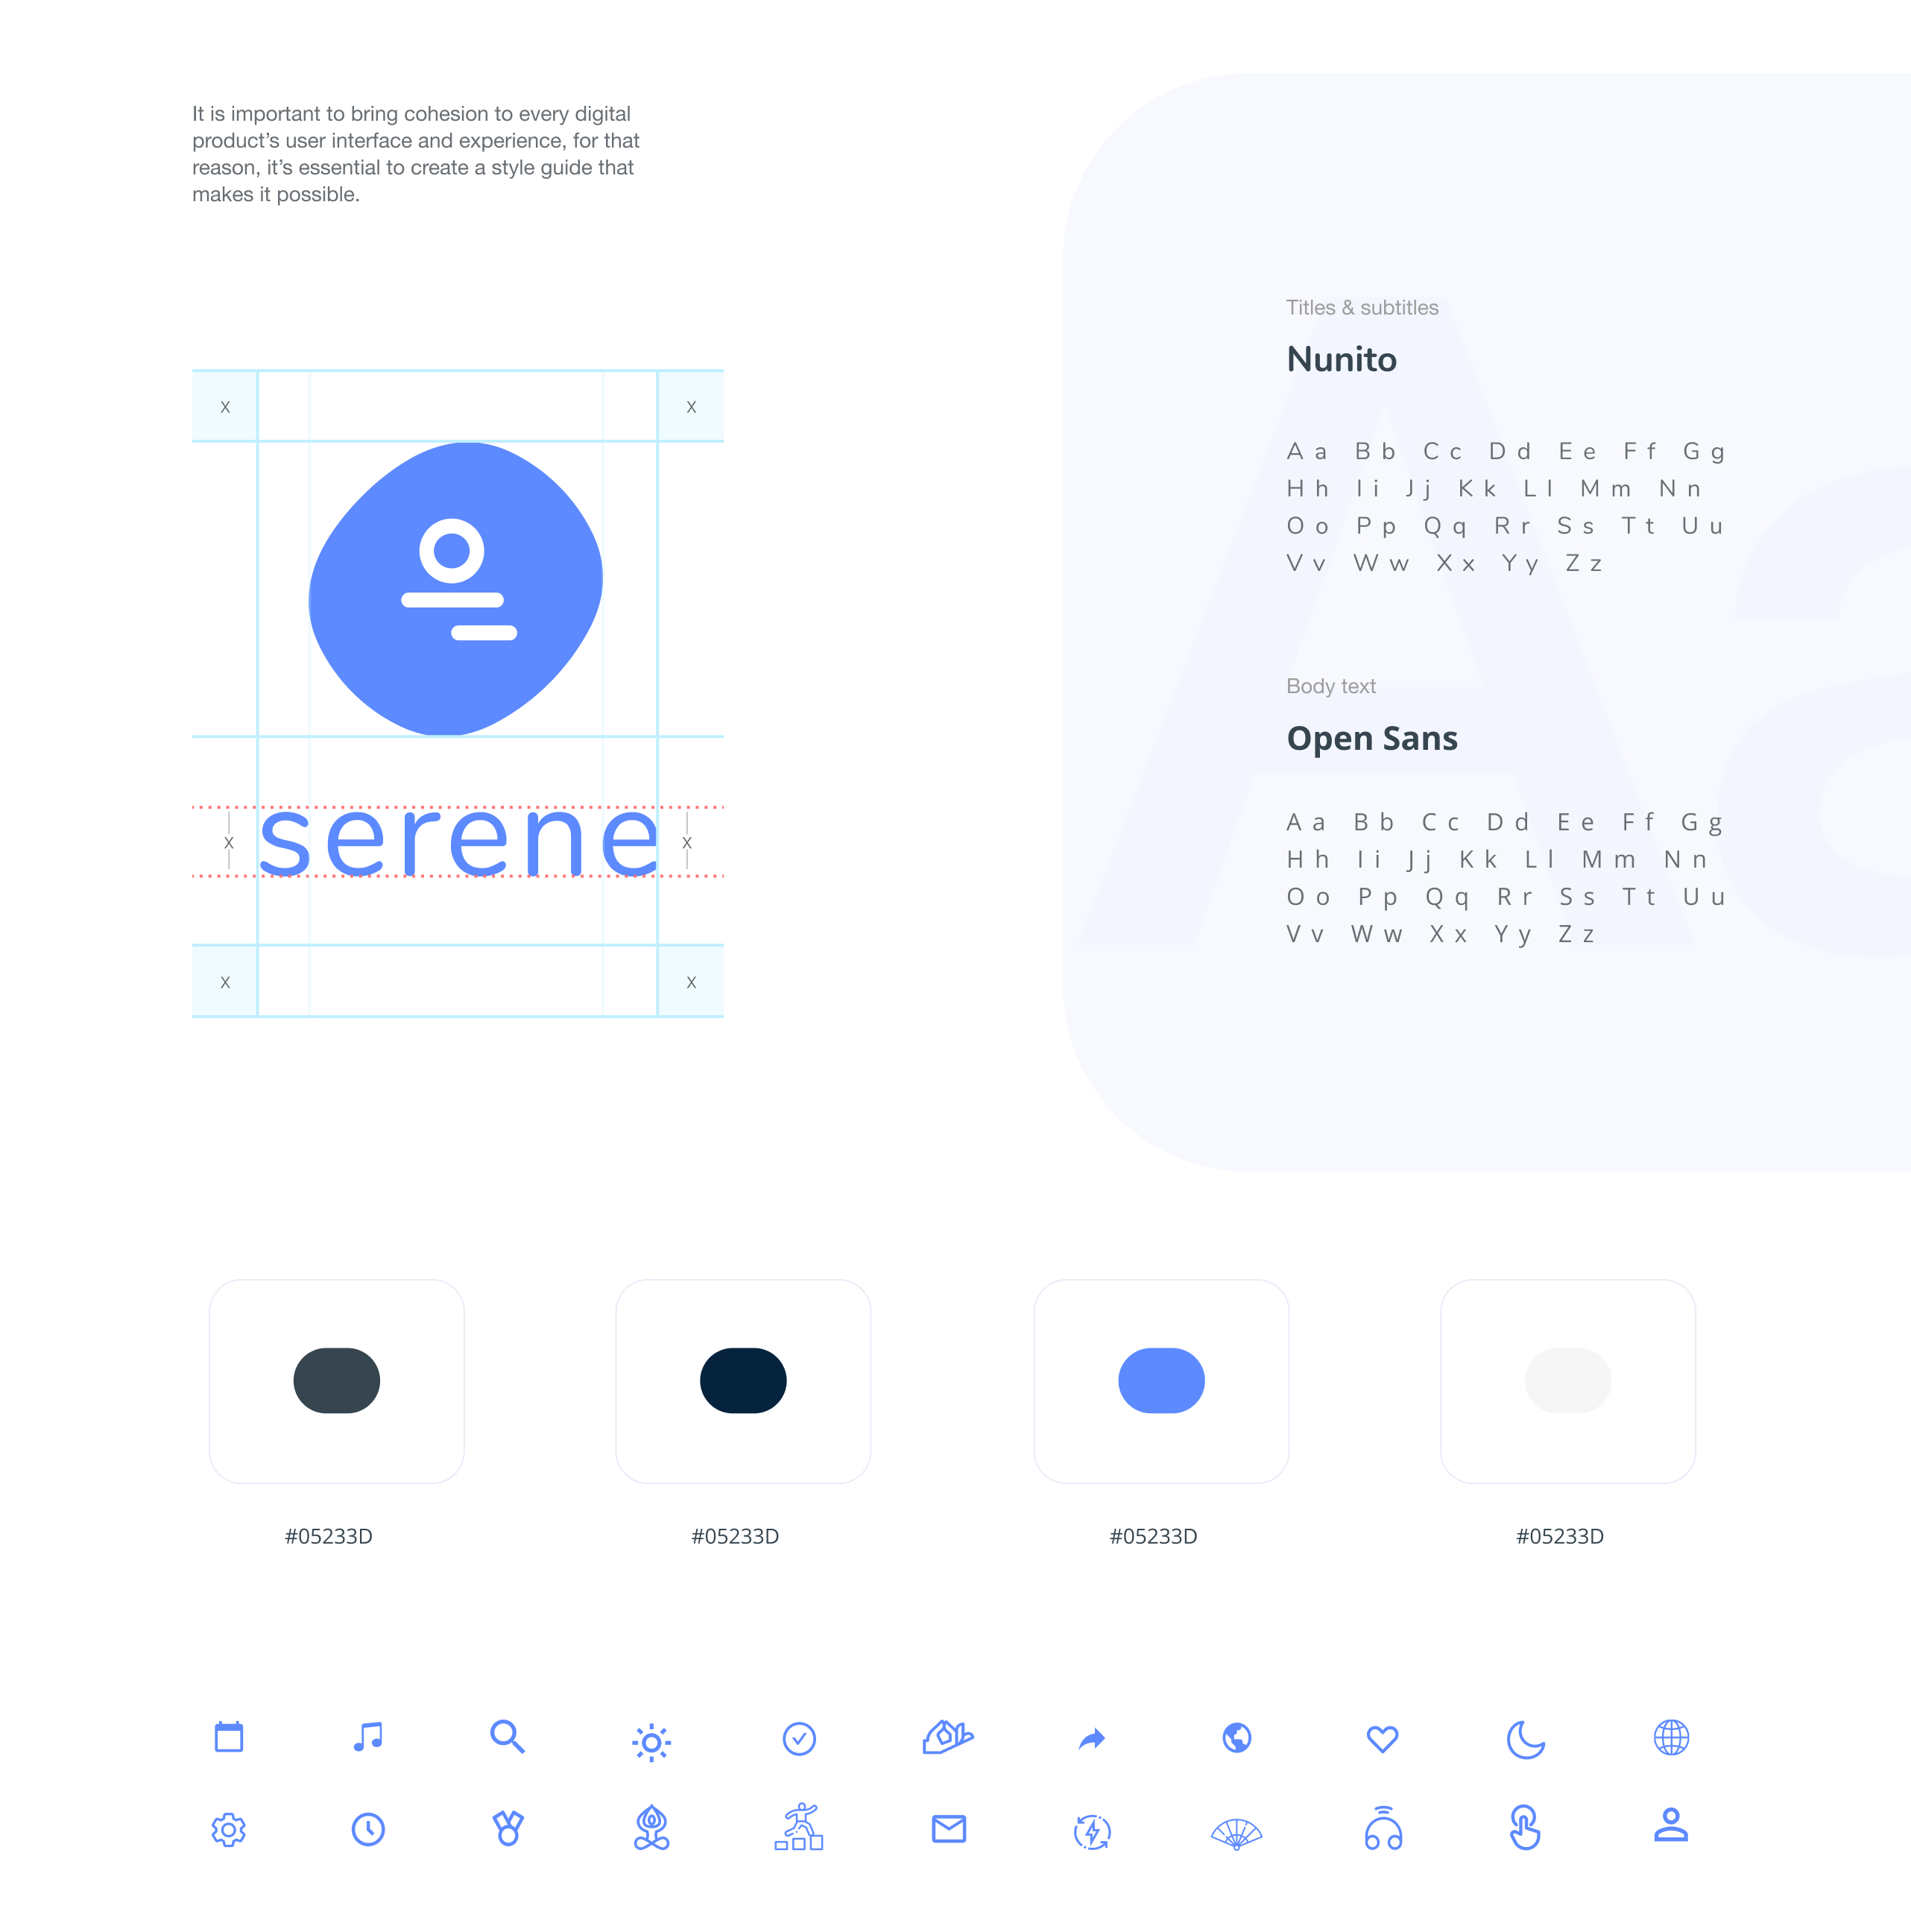 It is important to bring cohesion to every digital
product’s user interface and experience, for that
reason, it’s essential to create a style guide that
makes it possible.
X X
serene
X X
X X
Titles & subtitles
Nunito
A a B b C c D d E e F f G g
H h I i J j K k L l M m N n
O o P p Q q R r S s T t U u
V v W w X x Y y Z z
Body text
Open Sans
A a B b C c D d E e F f G g
H h I i J j K k L l M m N n
O o P p Q q R r S s T t U u
V v W w X x Y y Z z
Aa
#05233D
#05233D
#05233D
#05233D